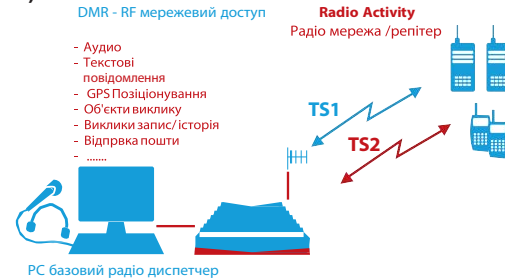 DMR - RF мережевий доступ
Radio Activity
Радіо мережа /репітер
- Аудио
- Текстові
повідомлення
- GPS Позіціонування
- Об'єкти виклику
- Виклики запис/історія
- Відпрвка пошти
- .......
TS1
TS2
PC базовий радіо диспетчер